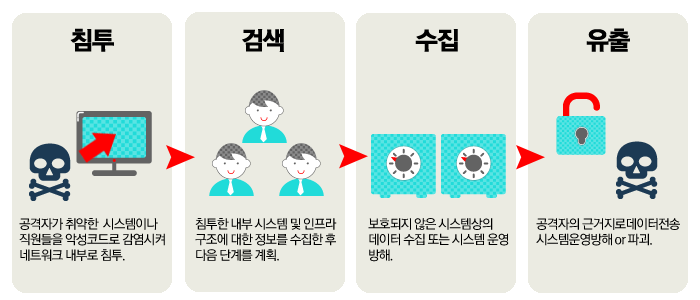 침투
공격자가 취약한 시스템이나
직원들을 악성코드로 감염시켜
네트워크 내부로 침투.
검색
침투한 내부 시스템 및 인프라
구조에 대한 정보를 수집한 후
다음 단계를 계획.
수집
보호되지 않은 시스템상의
데이터 수집 또는 시스템 운영
방해.
유출
공격자의 근거지로데이터전송
시스템운영방해 or 파괴.